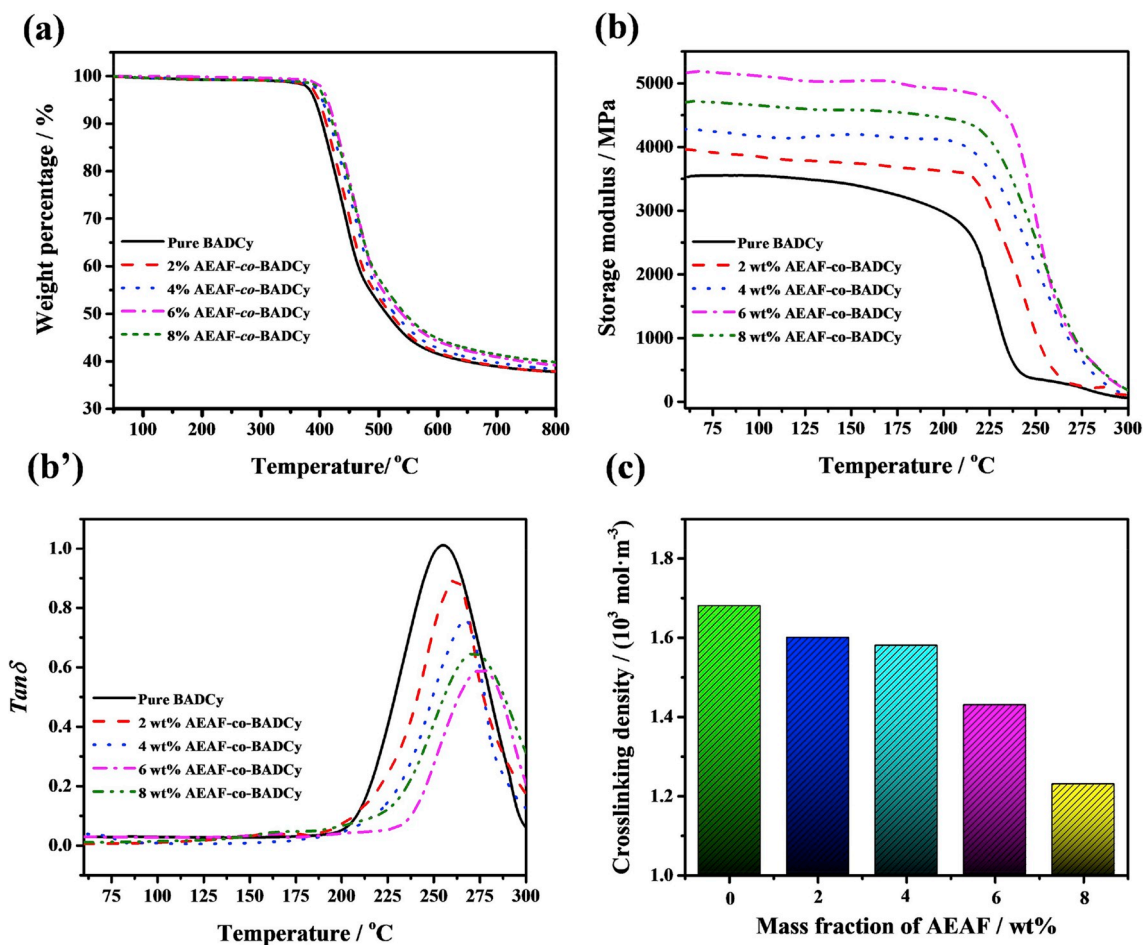 (a)
100
90
80
70
60
50
40
30
Weight percentage / %
Pure BADCy
2% AEAF-co-BADCy
4% AEAF-co-BADCy
6% AEAF-co-BADCy
8% AEAF-co-BADCy
100 200 300 400 500 600 700 800
Temperature/ °C
(b)
5000
4000
3000
2000
1000
0
Storage modulus / MPa
Pure BADCy
2 wt% AEAF-co-BADCy
4 wt% AEAF-co-BADCy
6 wt% AEAF-co-BADCy
8 wt% AEAF-co-BADCy
75 100 125 150 175 200 225 250 275 300
Temperature / °C
(b’)
1.0
0.8
0.6
0.4
0.2
0.0
Tanδ
Pure BADCy
2 wt% AEAF-co-BADCy
4 wt% AEAF-co-BADCy
6 wt% AEAF-co-BADCy
8 wt% AEAF-co-BADCy
75 100 125 150 175 200 225 250 275 300
Temperature / °C
(c)
1.8
1.6
1.4
1.2
1.0
Crosslinking density / (10³ mol·m⁻³)
0 2 4 6 8
Mass fraction of AEAF / wt%